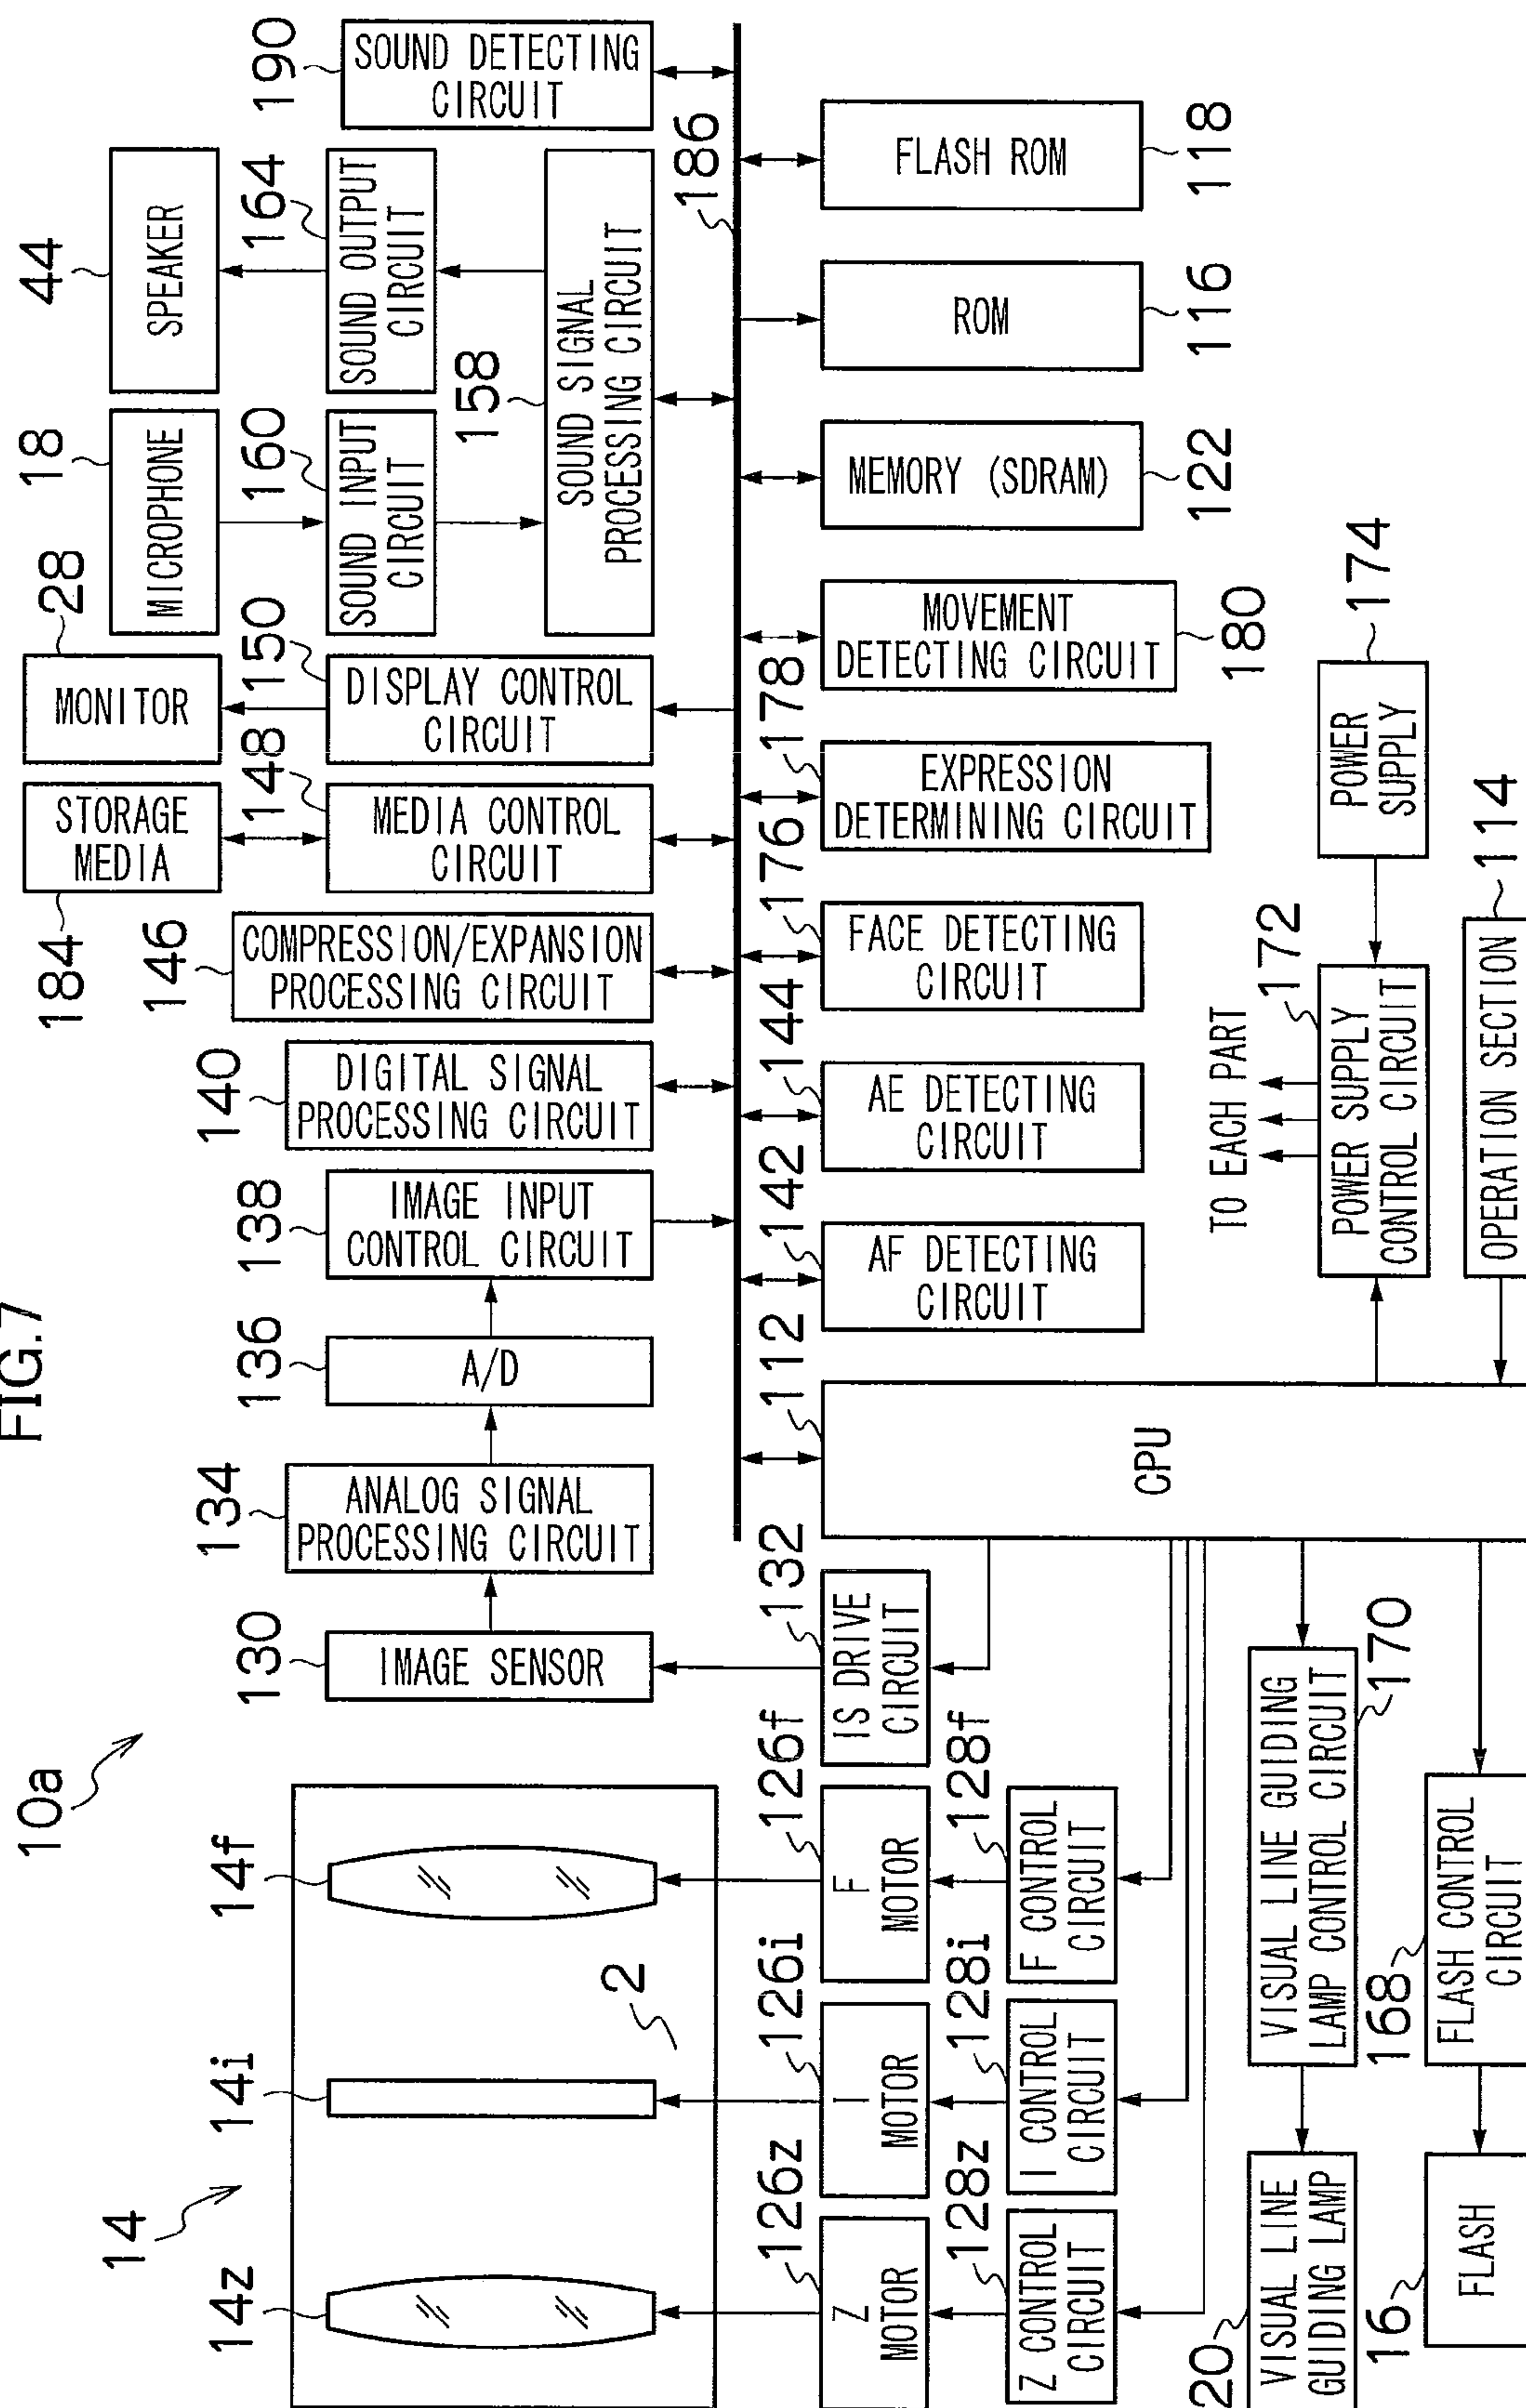 FIG.7
10a
14
14z
14i
14f
2
130
IMAGE SENSOR
134
ANALOG SIGNAL
PROCESSING CIRCUIT
136
A/D
138
IMAGE INPUT
CONTROL CIRCUIT
140
DIGITAL SIGNAL
PROCESSING CIRCUIT
146
COMPRESSION/EXPANSION
PROCESSING CIRCUIT
184
STORAGE
MEDIA
148
MEDIA CONTROL
CIRCUIT
28
MONITOR
150
DISPLAY CONTROL
CIRCUIT
18
MICROPHONE
160
SOUND INPUT
CIRCUIT
44
SPEAKER
164
SOUND OUTPUT
CIRCUIT
158
SOUND SIGNAL
PROCESSING CIRCUIT
190
SOUND DETECTING
CIRCUIT
186
126z
Z
MOTOR
126i
I
MOTOR
126f
F
MOTOR
132
IS DRIVE
CIRCUIT
128z
Z CONTROL
CIRCUIT
128i
I CONTROL
CIRCUIT
128f
F CONTROL
CIRCUIT
112
CPU
142
AF DETECTING
CIRCUIT
144
AE DETECTING
CIRCUIT
176
FACE DETECTING
CIRCUIT
178
EXPRESSION
DETERMINING CIRCUIT
MOVEMENT
DETECTING CIRCUIT
180
MEMORY (SDRAM)
122
ROM
116
FLASH ROM
118
20
VISUAL LINE
GUIDING LAMP
VISUAL LINE GUIDING
LAMP CONTROL CIRCUIT
170
TO EACH PART
172
POWER SUPPLY
CONTROL CIRCUIT
174
POWER
SUPPLY
16
FLASH
168
FLASH CONTROL
CIRCUIT
114
OPERATION SECTION